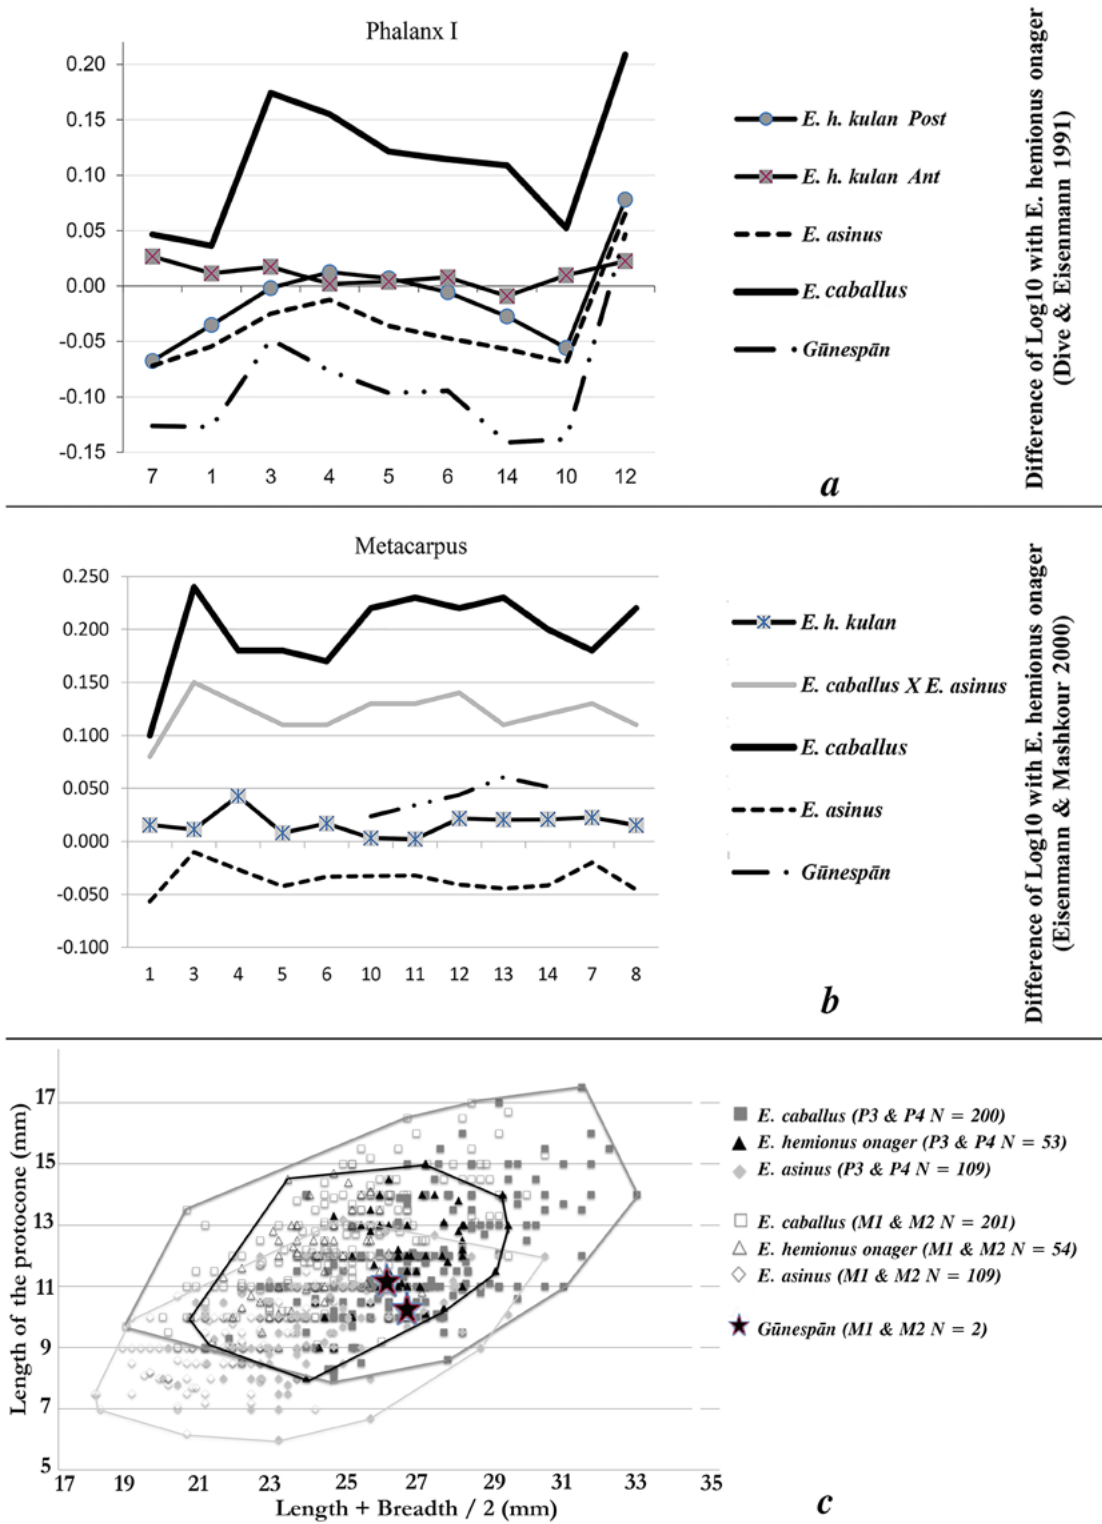 Phalanx I
0.20
0.15
0.10
0.05
0.00
-0.05
-0.10
-0.15
7 1 3 4 5 6 14 10 12
E. h. kulan Post
E. h. kulan Ant
E. asinus
E. caballus
Gūnespān
Difference of Log10 with E. hemionus onager
(Dive & Eisenmann 1991)
a
Metacarpus
0.250
0.200
0.150
0.100
0.050
0.000
-0.050
-0.100
1 3 4 5 6 10 11 12 13 14 7 8
E. h. kulan
E. caballus X E. asinus
E. caballus
E. asinus
Gūnespān
Difference of Log10 with E. hemionus onager
(Eisenmann & Mashkour 2000)
b
Length of the protocone (mm)
17
15
13
11
9
7
5
17 19 21 23 25 27 29 31 33 35
Length + Breadth / 2 (mm)
E. caballus (P3 & P4 N = 200)
E. hemionus onager (P3 & P4 N = 53)
E. asinus (P3 & P4 N = 109)
E. caballus (M1 & M2 N = 201)
E. hemionus onager (M1 & M2 N = 54)
E. asinus (M1 & M2 N = 109)
Gūnespān (M1 & M2 N = 2)
c